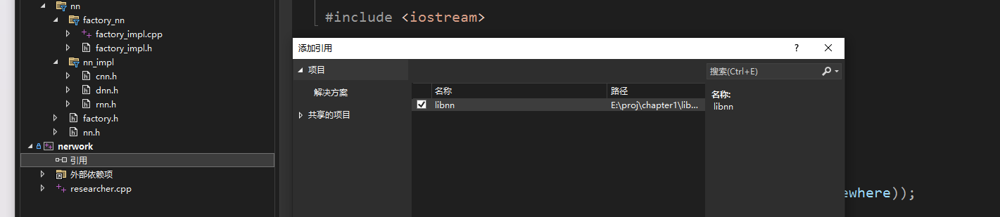 nn
factory_nn
factory_impl.cpp
factory_impl.h
nn_impl
cnn.h
dnn.h
rnn.h
factory.h
nn.h
nerwork
引用
外部依赖项
researcher.cpp
#include <iostream>
添加引用
?
项目
解决方案
共享的项目
名称 路径
libnn E:\proj\chapter1\lib...
搜索(Ctrl+E)
名称:
libnn
ewhere));